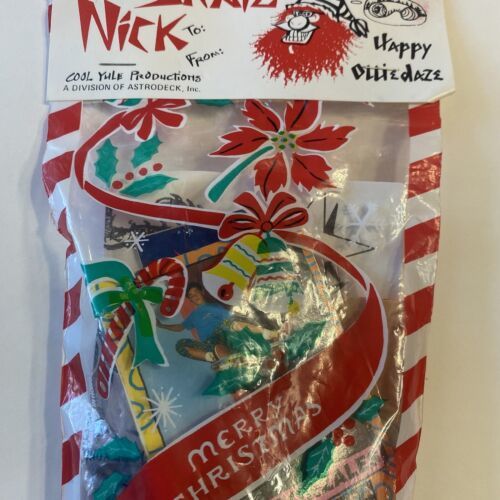 NICK
To:
From:
Happy
Olliedaze
COOL YULE PRODUCTIONS
A DIVISION OF ASTRODECK, Inc.
MERRY
CHRISTMAS